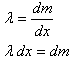 λ = dm/dx
λ dx = dm